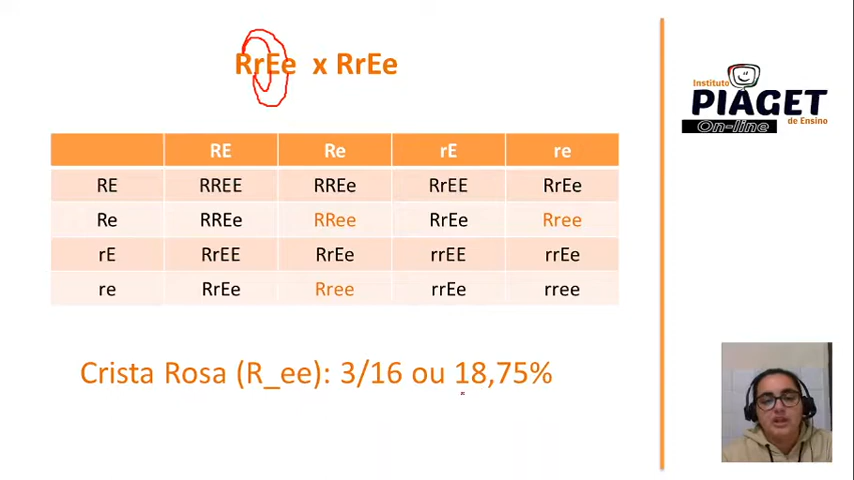 RrEe x RrEe
RE Re rE re
RE RREE RREe RrEE RrEe
Re RREe RRee RrEe Rree
rE RrEE RrEe rrEE rrEe
re RrEe Rree rrEe rree
Crista Rosa (R_ee): 3/16 ou 18,75%
Instituto
PIAGET
On-line de Ensino